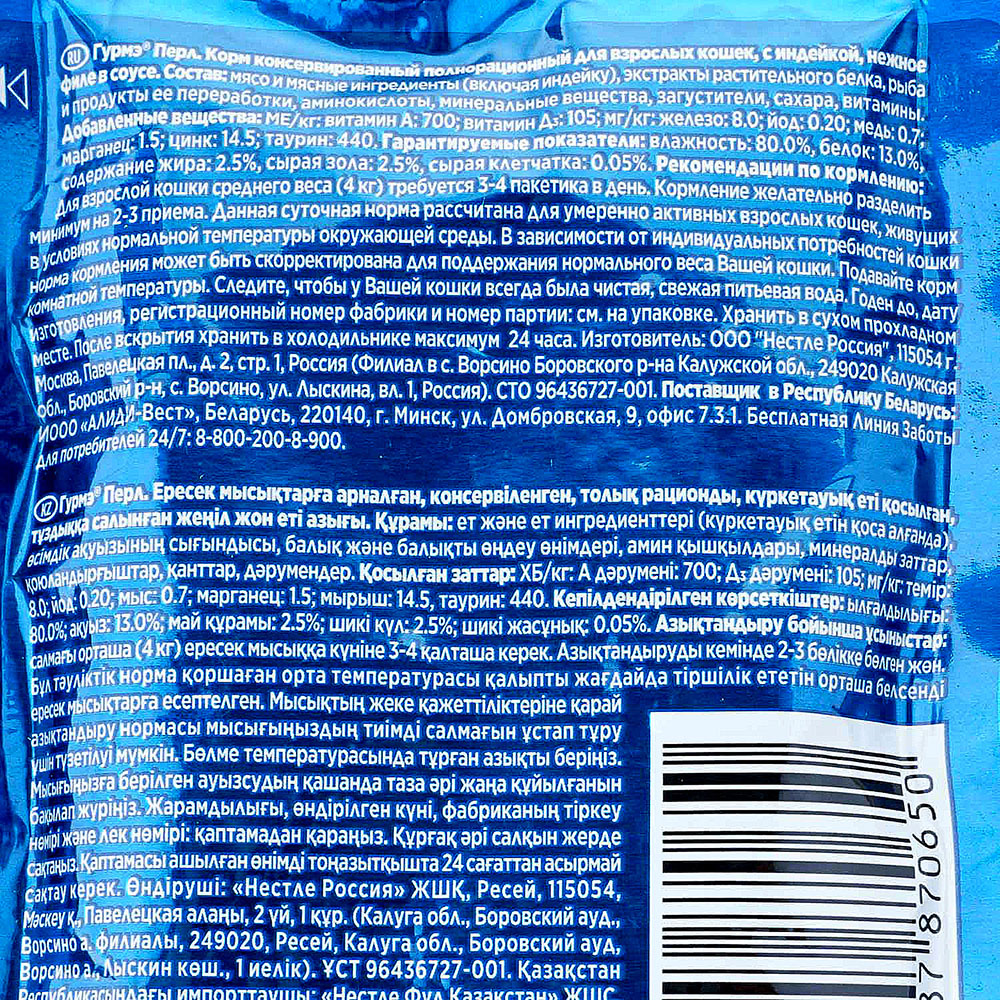 RU Гурмэ® Перл. Корм консервированный полнорационный для взрослых кошек, с индейкой, нежное
филе в соусе. Состав: мясо и мясные ингредиенты (включая индейку), экстракты растительного белка, рыба
и продукты ее переработки, аминокислоты, минеральные вещества, загустители, сахара, витамины.
Добавленные вещества: МЕ/кг: витамин А: 700; витамин Д₃: 105; мг/кг: железо: 8.0; йод: 0.20; медь: 0.7;
марганец: 1.5; цинк: 14.5; таурин: 440. Гарантируемые показатели: влажность: 80.0%, белок: 13.0%,
содержание жира: 2.5%, сырая зола: 2.5%, сырая клетчатка: 0.05%. Рекомендации по кормлению:
Для взрослой кошки среднего веса (4 кг) требуется 3-4 пакетика в день. Кормление желательно разделить
минимум на 2-3 приема. Данная суточная норма рассчитана для умеренно активных взрослых кошек, живущих
в условиях нормальной температуры окружающей среды. В зависимости от индивидуальных потребностей кошки
норма кормления может быть скорректирована для поддержания нормального веса Вашей кошки. Подавайте корм
комнатной температуры. Следите, чтобы у Вашей кошки всегда была чистая, свежая питьевая вода. Годен до, дату
изготовления, регистрационный номер фабрики и номер партии: см. на упаковке. Хранить в сухом прохладном
месте. После вскрытия хранить в холодильнике максимум 24 часа. Изготовитель: ООО "Нестле Россия", 115054 г.
Москва, Павелецкая пл., д. 2, стр. 1, Россия (Филиал в с. Ворсино Боровского р-на Калужской обл., 249020 Калужская
обл., Боровский р-н, с. Ворсино, ул. Лыскина, вл. 1, Россия). СТО 96436727-001. Поставщик в Республику Беларусь:
ИООО «АЛИДИ-Вест», Беларусь, 220140, г. Минск, ул. Домбровская, 9, офис 7.3.1. Бесплатная Линия Заботы
для потребителей 24/7: 8-800-200-8-900.
KZ Гурмэ® Перл. Ересек мысықтарға арналған, консервіленген, толық рационды, күркетауық еті қосылған,
тұздыққа салынған жеңіл жон еті азығы. Құрамы: ет және ет ингредиенттері (күркетауық етін қоса алғанда),
өсімдік ақуызының сығындысы, балық және балықты өңдеу өнімдері, амин қышқылдары, минералды заттар,
қоюландырғыштар, қанттар, дәрумендер. Қосылған заттар: ХБ/кг: А дәрумені: 700; Д₃ дәрумені: 105; мг/кг: темір:
8.0; йод: 0.20; мыс: 0.7; марганец: 1.5; мырыш: 14.5, таурин: 440. Кепілдендірілген көрсеткіштер: ылғалдылығы:
80.0%; ақуыз: 13.0%; май құрамы: 2.5%; шикі күл: 2.5%; шикі жасұнық: 0.05%. Азықтандыру бойынша ұсыныстар:
салмағы орташа (4 кг) ересек мысыққа күніне 3-4 қалташа керек. Азықтандыруды кемінде 2-3 бөлікке бөлген жөн.
Бұл тәуліктік норма қоршаған орта температурасы қалыпты жағдайда тіршілік ететін орташа белсенді
ересек мысықтарға есептелген. Мысықтың жеке қажеттіліктеріне қарай
азықтандыру нормасы мысығыңыздың тиімді салмағын ұстап тұру
үшін түзетілуі мүмкін. Бөлме температурасында тұрған азықты беріңіз.
Мысығыңызға берілген ауызсудың қашанда таза әрі жаңа құйылғанын
бақылап жүріңіз. Жарамдылығы, өндірілген күні, фабриканың тіркеу
нөмірі және лек нөмірі: қаптамадан қараңыз. Құрғақ әрі салқын жерде
сақтаңыз. Қаптамасы ашылған өнімді тоңазытқышта 24 сағаттан асырмай
сақтау керек. Өндіруші: «Нестле Россия» ЖШҚ, Ресей, 115054,
Мәскеу қ., Павелецкая алаңы, 2 үй, 1 құр. (Калуга обл., Боровский ауд.,
Ворсино а. филиалы, 249020, Ресей, Калуга обл., Боровский ауд,
Ворсино а., Лыскин көш., 1 иелік). ҰСТ 96436727-001. Қазақстан
Республикасындағы импорттаушы: «Нестле Фуд Казахстан» ЖШС
37 870650